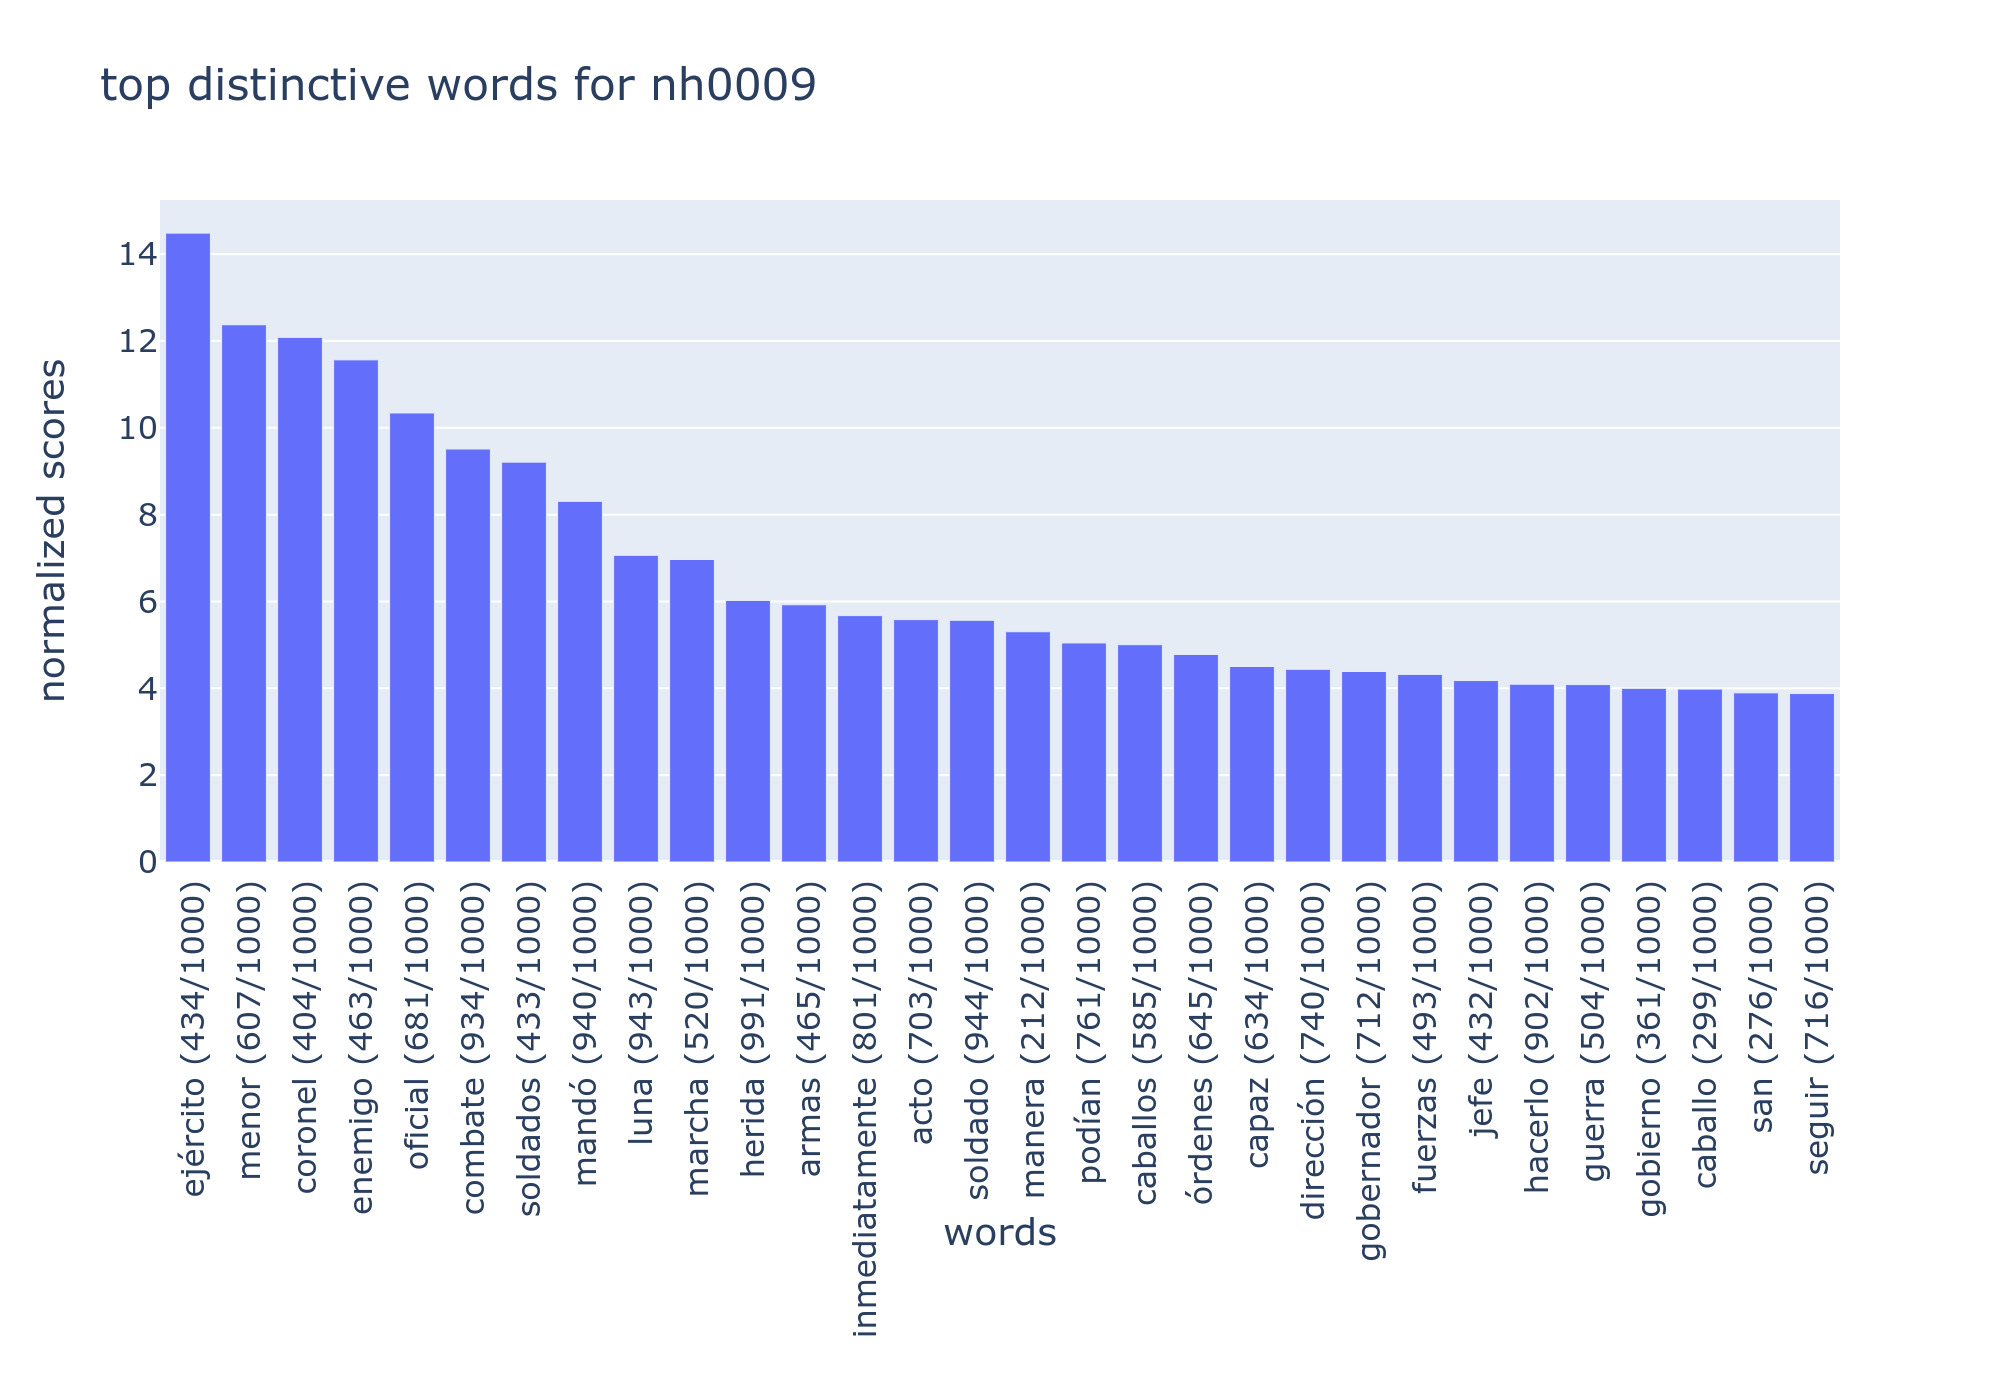 top distinctive words for nh0009
normalized scores
14
12
10
8
6
4
2
0
ejército (434/1000)
menor (607/1000)
coronel (404/1000)
enemigo (463/1000)
oficial (681/1000)
combate (934/1000)
soldados (433/1000)
mandó (940/1000)
luna (943/1000)
marcha (520/1000)
herida (991/1000)
armas (465/1000)
inmediatamente (801/1000)
acto (703/1000)
soldado (944/1000)
manera (212/1000)
podían (761/1000)
caballos (585/1000)
órdenes (645/1000)
capaz (634/1000)
dirección (740/1000)
gobernador (712/1000)
fuerzas (493/1000)
jefe (432/1000)
hacerlo (902/1000)
guerra (504/1000)
gobierno (361/1000)
caballo (299/1000)
san (276/1000)
seguir (716/1000)
words